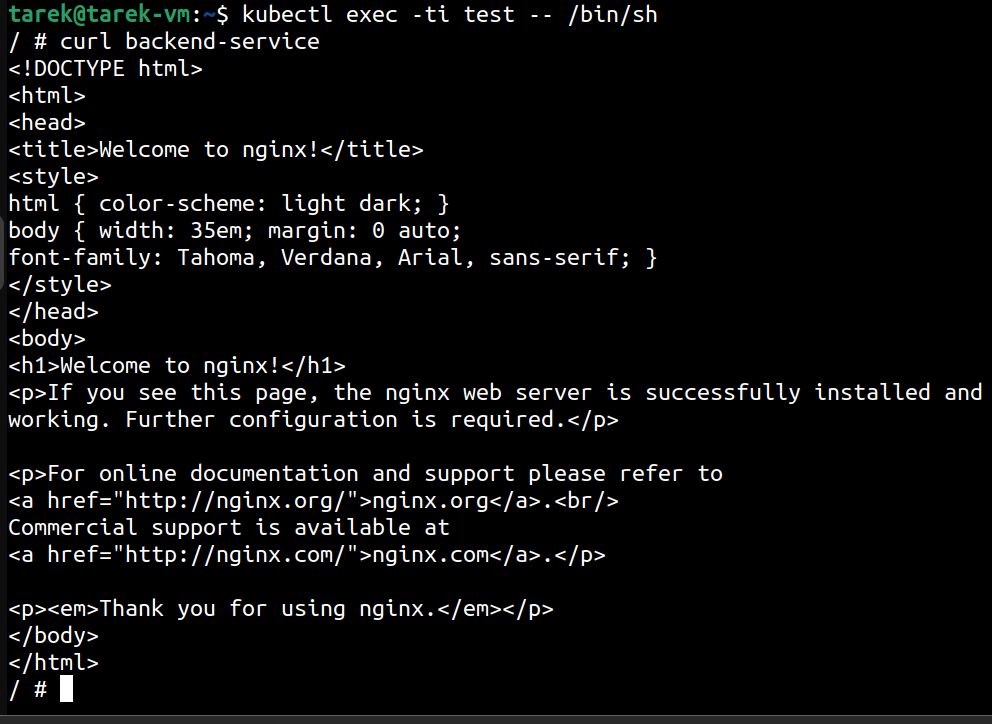 tarek@tarek-vm:~$ kubectl exec -ti test -- /bin/sh
/ # curl backend-service
<!DOCTYPE html>
<html>
<head>
<title>Welcome to nginx!</title>
<style>
html { color-scheme: light dark; }
body { width: 35em; margin: 0 auto;
font-family: Tahoma, Verdana, Arial, sans-serif; }
</style>
</head>
<body>
<h1>Welcome to nginx!</h1>
<p>If you see this page, the nginx web server is successfully installed and
working. Further configuration is required.</p>

<p>For online documentation and support please refer to
<a href="http://nginx.org/">nginx.org</a>.<br/>
Commercial support is available at
<a href="http://nginx.com/">nginx.com</a>.</p>

<p><em>Thank you for using nginx.</em></p>
</body>
</html>
/ #